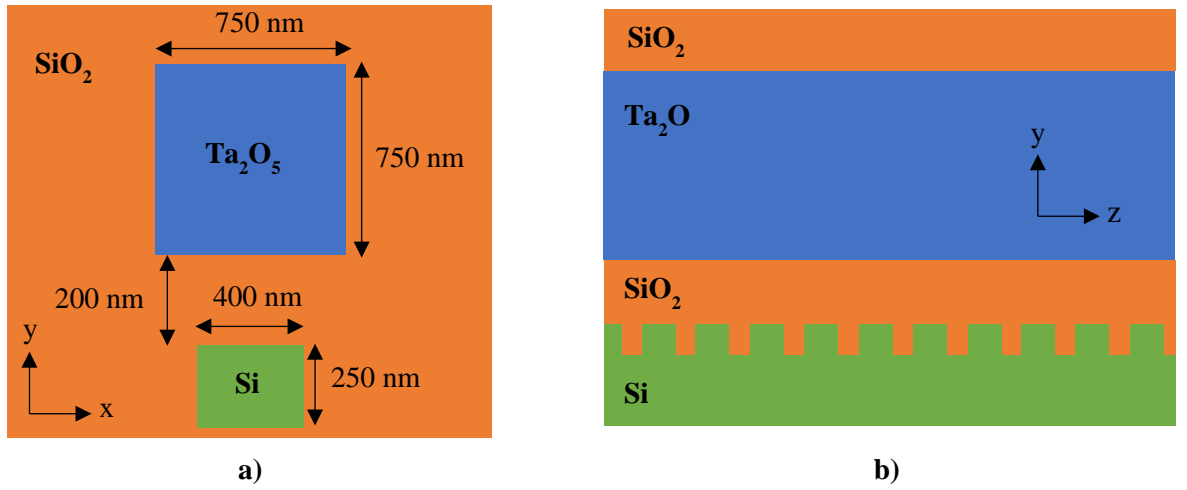 750 nm
SiO₂
Ta₂O₅
750 nm
200 nm
400 nm
y
Si
250 nm
x
a)
SiO₂
Ta₂O
y
z
SiO₂
Si
b)